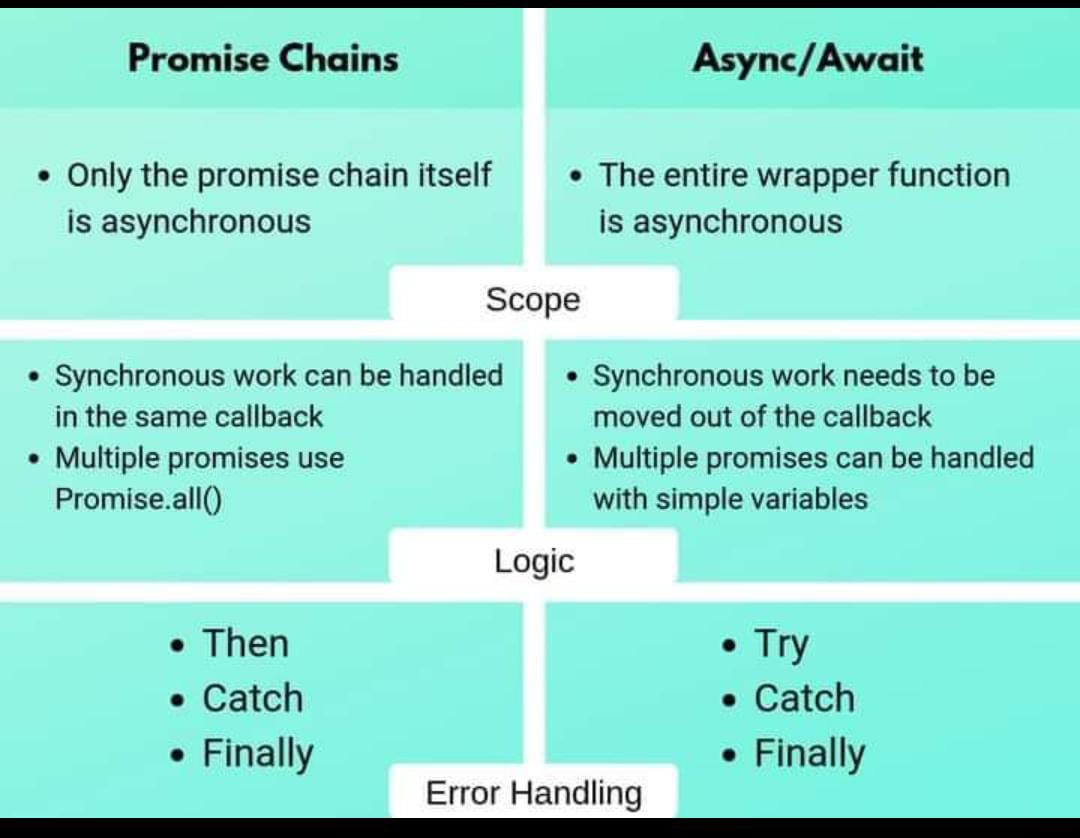 Promise Chains
Async/Await
• Only the promise chain itself
is asynchronous
• The entire wrapper function
is asynchronous
Scope
• Synchronous work can be handled
in the same callback
• Multiple promises use
Promise.all()
• Synchronous work needs to be
moved out of the callback
• Multiple promises can be handled
with simple variables
Logic
• Then
• Catch
• Finally
• Try
• Catch
• Finally
Error Handling